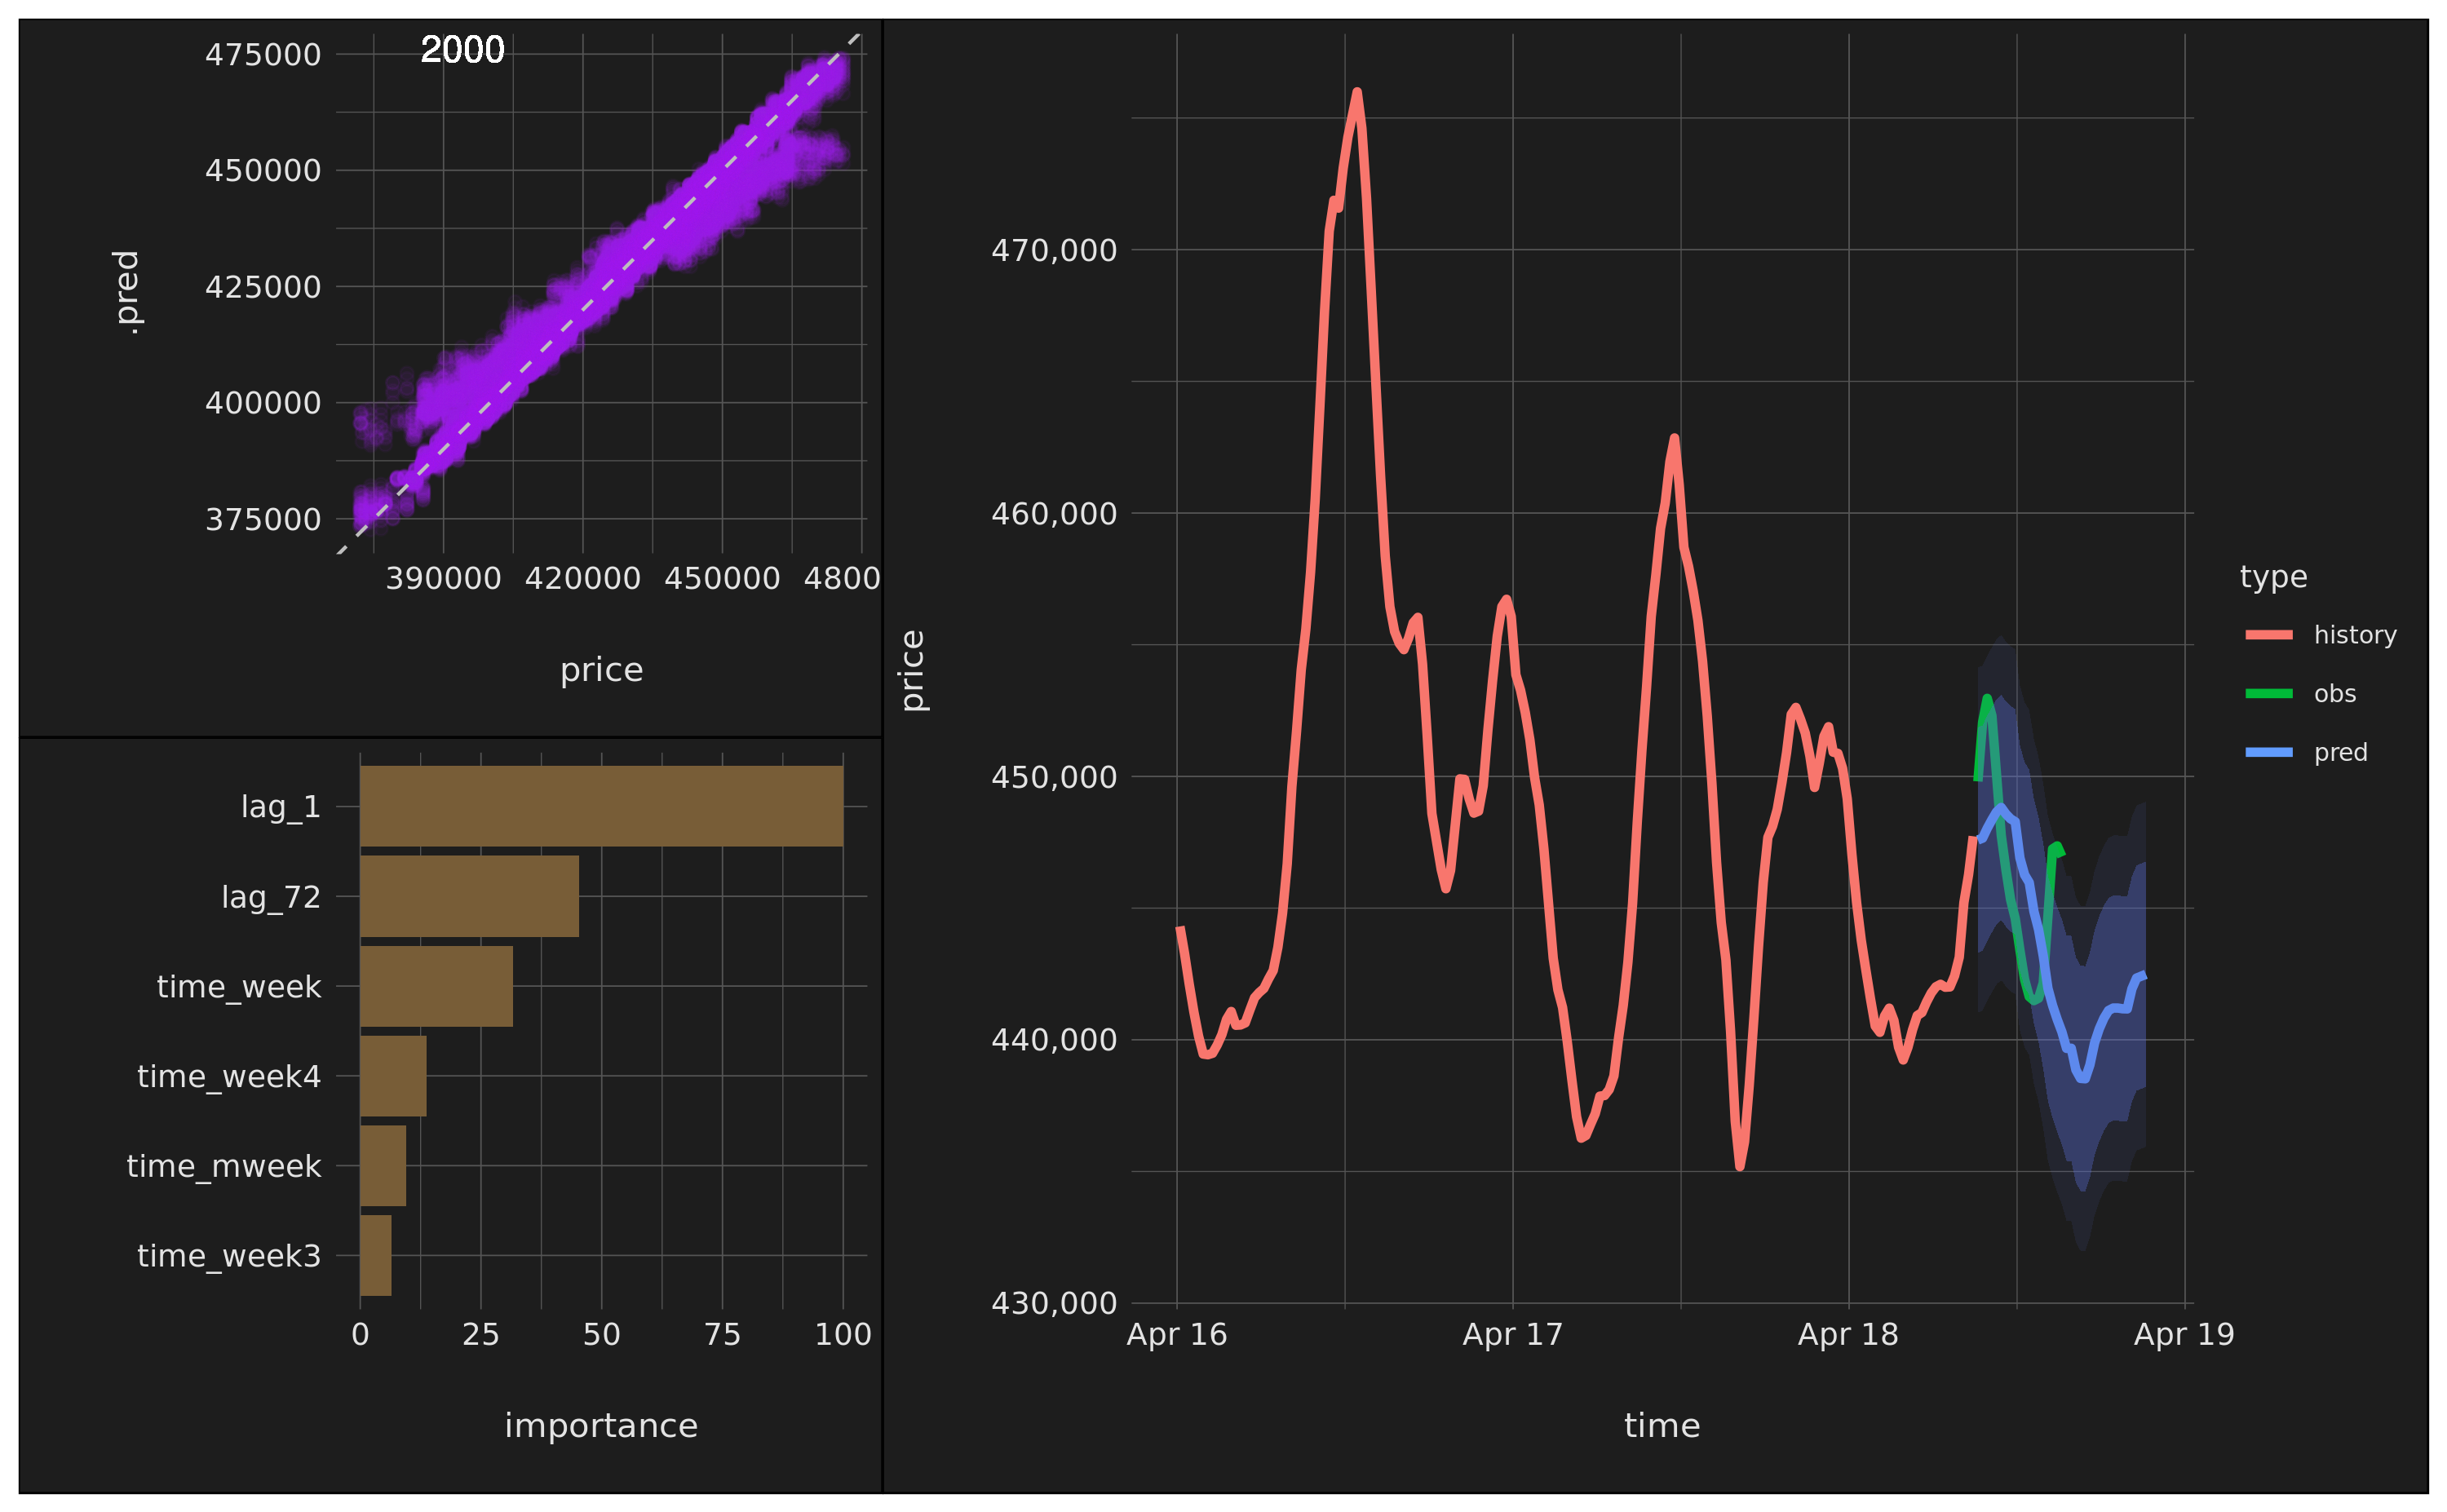 2000
475000
450000
425000
400000
375000
.pred
390000 420000 450000 4800
price
lag_1
lag_72
time_week
time_week4
time_mweek
time_week3
0 25 50 75 100
importance
470,000
460,000
450,000
440,000
430,000
price
Apr 16 Apr 17 Apr 18 Apr 19
time
type
history
obs
pred